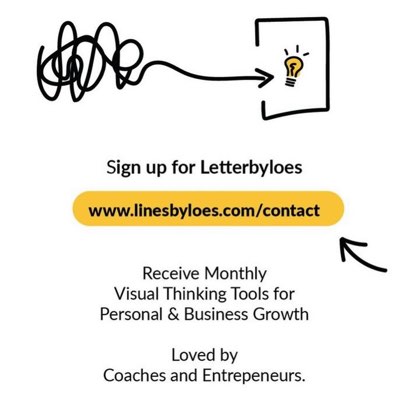 Sign up for Letterbyloes
www.linesbyloes.com/contact
Receive Monthly
Visual Thinking Tools for
Personal & Business Growth
Loved by
Coaches and Entrepeneurs.